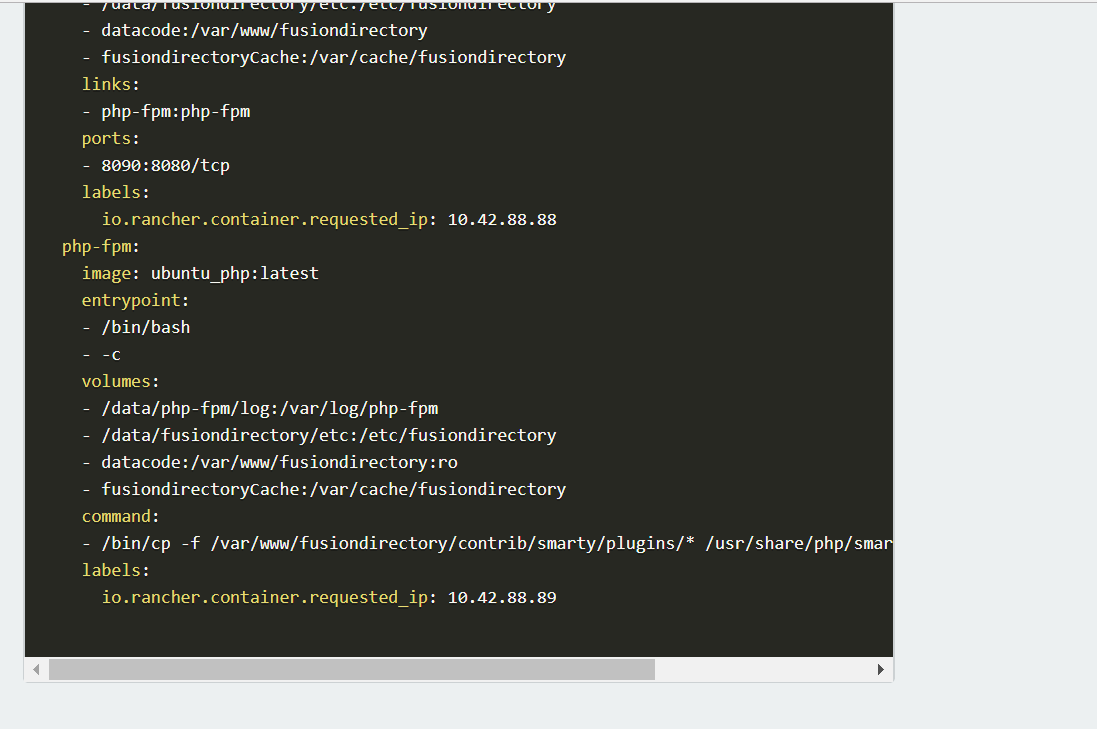 - /data/fusiondirectory/etc:/etc/fusiondirectory
- datacode:/var/www/fusiondirectory
- fusiondirectoryCache:/var/cache/fusiondirectory
links:
- php-fpm:php-fpm
ports:
- 8090:8080/tcp
labels:
io.rancher.container.requested_ip: 10.42.88.88
php-fpm:
image: ubuntu_php:latest
entrypoint:
- /bin/bash
- -c
volumes:
- /data/php-fpm/log:/var/log/php-fpm
- /data/fusiondirectory/etc:/etc/fusiondirectory
- datacode:/var/www/fusiondirectory:ro
- fusiondirectoryCache:/var/cache/fusiondirectory
command:
- /bin/cp -f /var/www/fusiondirectory/contrib/smarty/plugins/* /usr/share/php/smar
labels:
io.rancher.container.requested_ip: 10.42.88.89